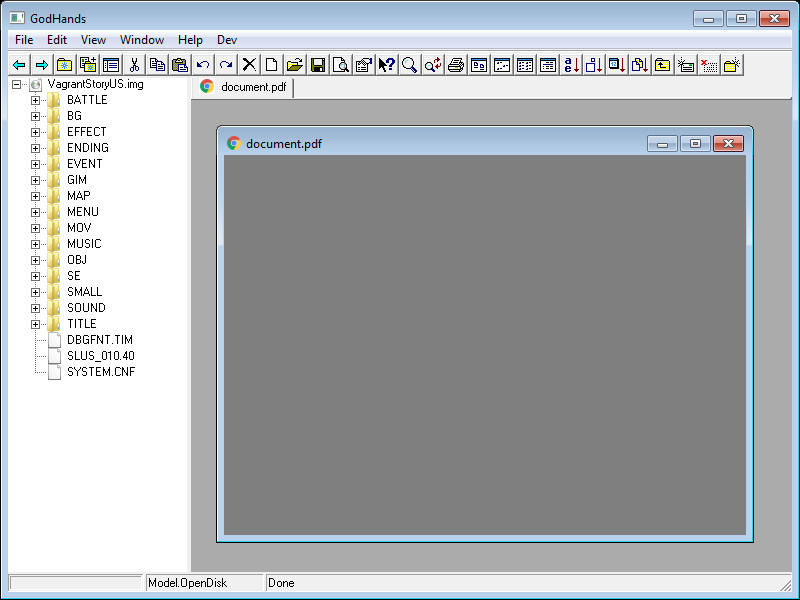 GodHands
File Edit View Window Help Dev
VagrantStoryUS.img
BATTLE
BG
EFFECT
ENDING
EVENT
GIM
MAP
MENU
MOV
MUSIC
OBJ
SE
SMALL
SOUND
TITLE
DBGFNT.TIM
SLUS_010.40
SYSTEM.CNF
document.pdf
document.pdf
Model.OpenDisk
Done